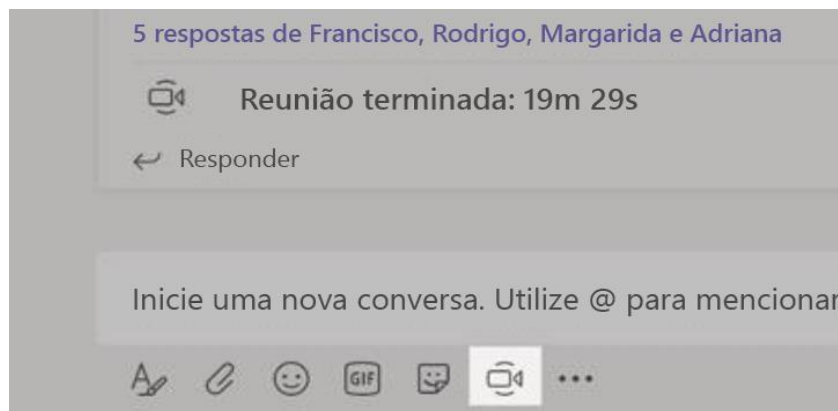 5 respostas de Francisco, Rodrigo, Margarida e Adriana
Reunião terminada: 19m 29s
Responder
Inicie uma nova conversa. Utilize @ para mencionar
GIF